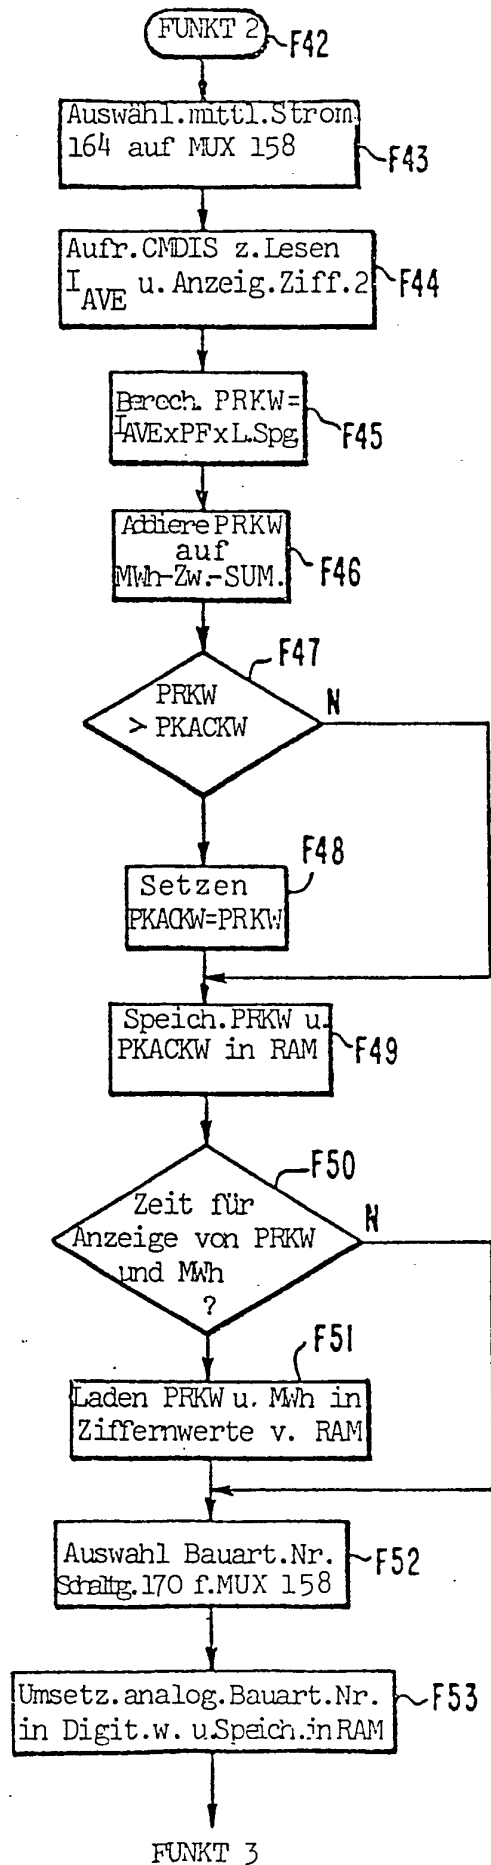 FUNKT 2
F42
Auswähl.mittl.Strom
164 auf MUX 158
F43
Aufr.CMDIS z.Lesen
I AVE u. Anzeig.Ziff.2
F44
Berech. PRKW=
IAVExPFxL.Spg
F45
Addiere PRKW
auf
MWh-Zw.-SUM.
F46
F47
PRKW
> PKACKW
N
F48
Setzen
PKACKW=PRKW
Speich.PRKW u.
PKACKW in RAM
F49
F50
Zeit für
Anzeige von PRKW
und MWh
?
N
F51
Laden PRKW u. MWh in
Ziffernwerte v. RAM
Auswahl Bauart.Nr.
Schaltg.170 f.MUX 158
F52
Umsetz.analog.Bauart.Nr.
in Digit.w. u.Speich.in RAM
F53
FUNKT 3